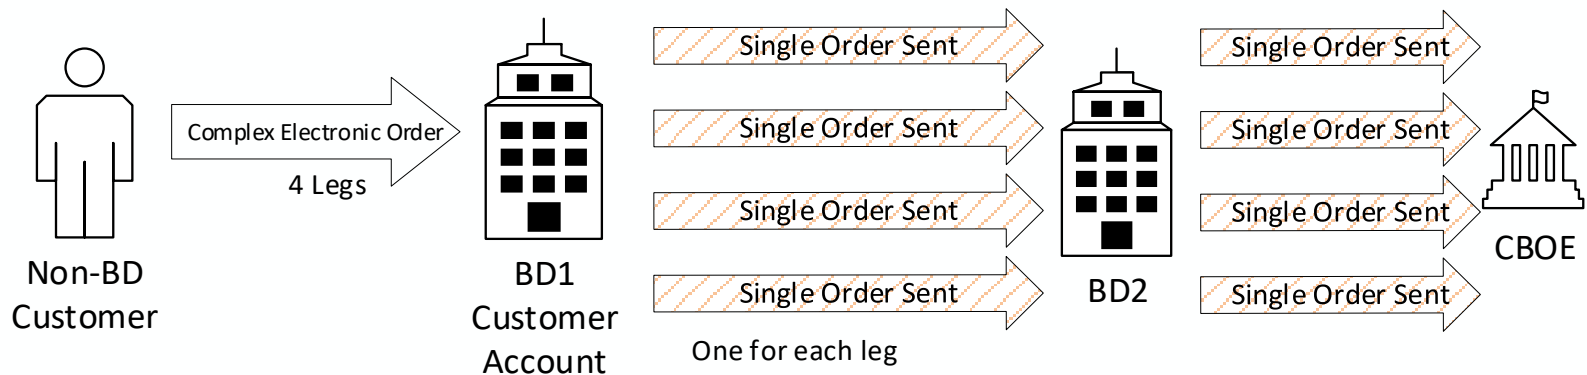 Non-BD
Customer
Complex Electronic Order
4 Legs
BD1
Customer
Account
Single Order Sent
Single Order Sent
Single Order Sent
Single Order Sent
One for each leg
BD2
Single Order Sent
Single Order Sent
Single Order Sent
Single Order Sent
CBOE